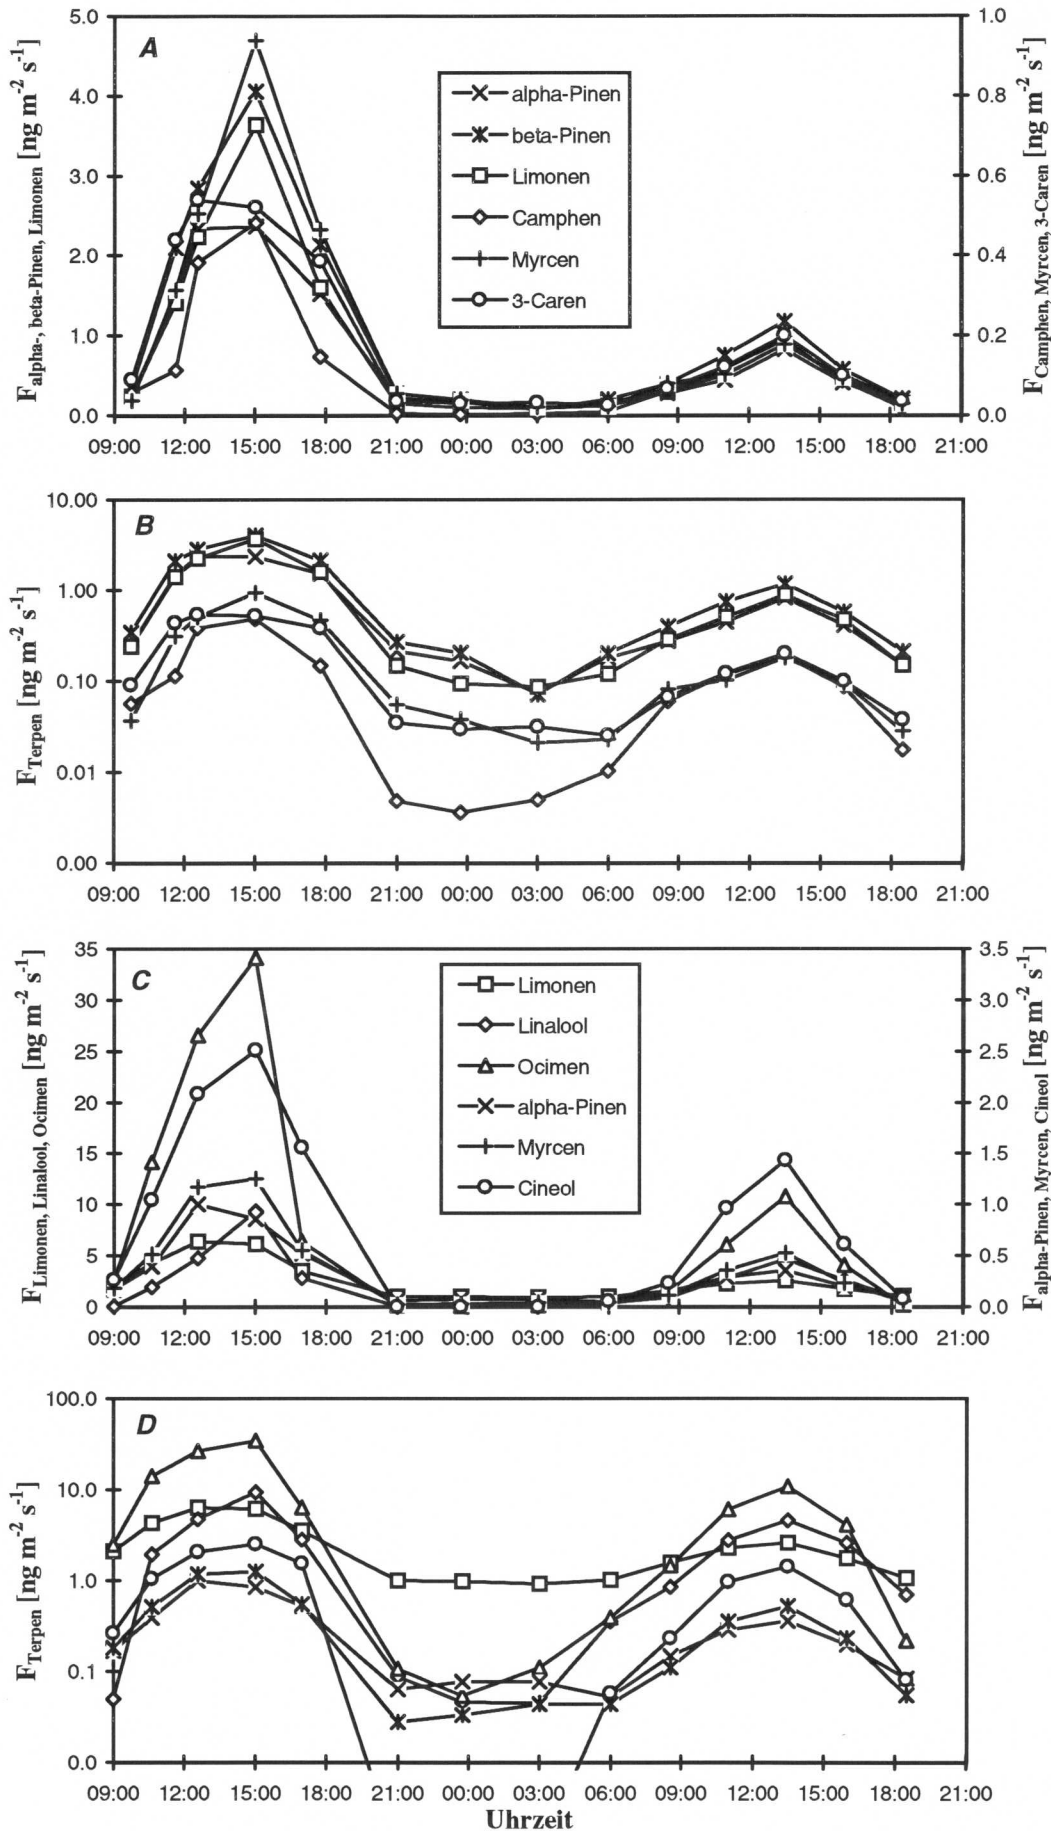 A
F alpha-, beta-Pinen, Limonen [ng m-2 s-1]
5.0
4.0
3.0
2.0
1.0
0.0
alpha-Pinen
beta-Pinen
Limonen
Camphen
Myrcen
3-Caren
1.0
0.8
0.6
0.4
0.2
0.0
F Camphen, Myrcen, 3-Caren [ng m-2 s-1]
09:00 12:00 15:00 18:00 21:00 00:00 03:00 06:00 09:00 12:00 15:00 18:00 21:00
B
F Terpen [ng m-2 s-1]
10.00
1.00
0.10
0.01
0.00
09:00 12:00 15:00 18:00 21:00 00:00 03:00 06:00 09:00 12:00 15:00 18:00 21:00
C
F Limonen, Linalool, Ocimen [ng m-2 s-1]
35
30
25
20
15
10
5
0
Limonen
Linalool
Ocimen
alpha-Pinen
Myrcen
Cineol
3.5
3.0
2.5
2.0
1.5
1.0
0.5
0.0
F alpha-Pinen, Myrcen, Cineol [ng m-2 s-1]
09:00 12:00 15:00 18:00 21:00 00:00 03:00 06:00 09:00 12:00 15:00 18:00 21:00
D
F Terpen [ng m-2 s-1]
100.0
10.0
1.0
0.1
0.0
09:00 12:00 15:00 18:00 21:00 00:00 03:00 06:00 09:00 12:00 15:00 18:00 21:00
Uhrzeit